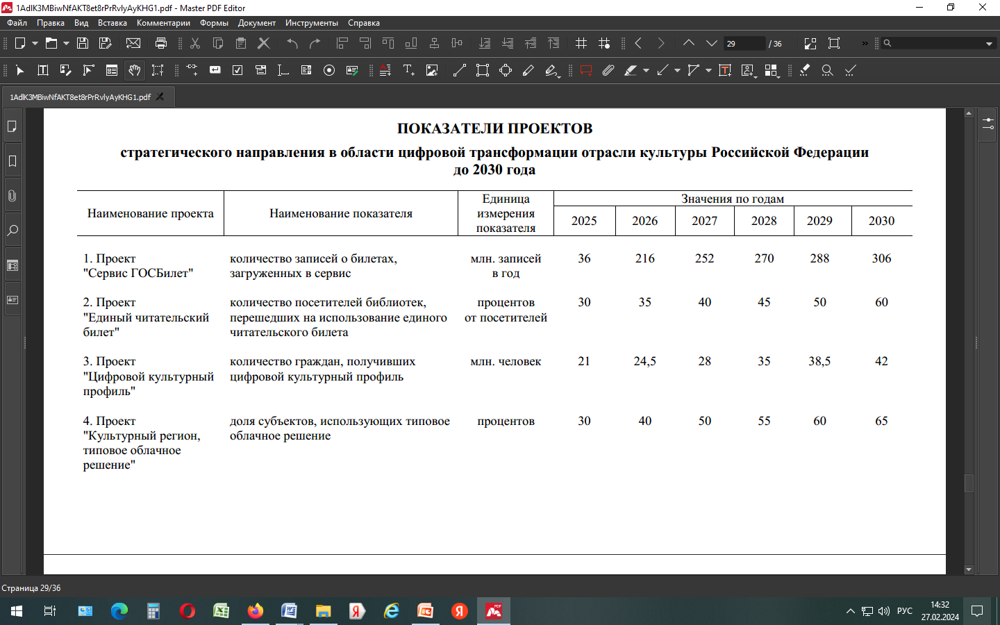 1AdIK3MBiwNfAKT8et8rPrRvlyAyKHG1.pdf - Master PDF Editor
Файл Правка Вид Вставка Комментарии Формы Документ Инструменты Справка
29 / 36
1AdIK3MBiwNfAKT8et8rPrRvlyAyKHG1.pdf
ПОКАЗАТЕЛИ ПРОЕКТОВ
стратегического направления в области цифровой трансформации отрасли культуры Российской Федерации
до 2030 года
Наименование проекта
Наименование показателя
Единица
измерения
показателя
Значения по годам
2025 2026 2027 2028 2029 2030
1. Проект
"Сервис ГОСБилет"
количество записей о билетах,
загруженных в сервис
млн. записей
в год
36 216 252 270 288 306
2. Проект
"Единый читательский
билет"
количество посетителей библиотек,
перешедших на использование единого
читательского билета
процентов
от посетителей
30 35 40 45 50 60
3. Проект
"Цифровой культурный
профиль"
количество граждан, получивших
цифровой культурный профиль
млн. человек
21 24,5 28 35 38,5 42
4. Проект
"Культурный регион,
типовое облачное
решение"
доля субъектов, использующих типовое
облачное решение
процентов
30 40 50 55 60 65
Страница 29/36
РУС
14:32
27.02.2024